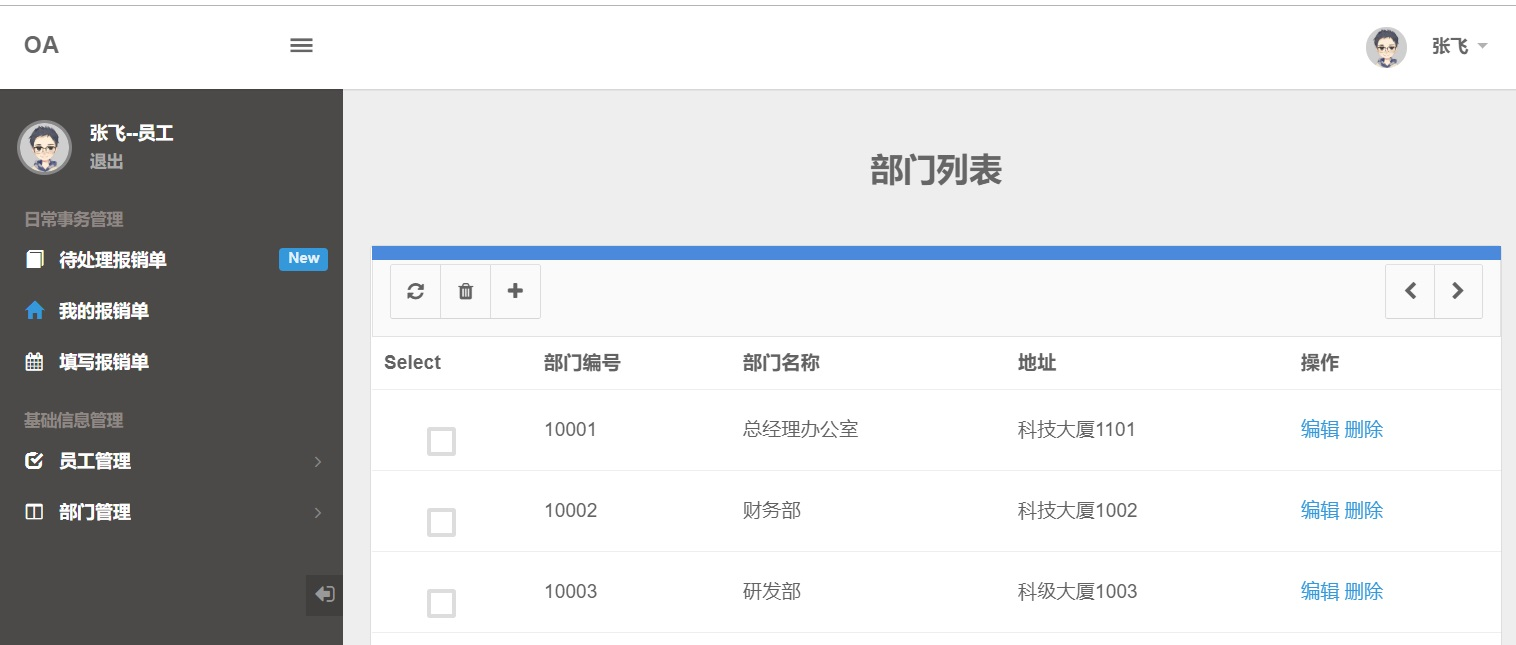 OA
张飞
张飞--员工
退出
日常事务管理
待处理报销单 New
我的报销单
填写报销单
基础信息管理
员工管理
部门管理
部门列表
Select 部门编号 部门名称 地址 操作
10001 总经理办公室 科技大厦1101 编辑 删除
10002 财务部 科技大厦1002 编辑 删除
10003 研发部 科级大厦1003 编辑 删除